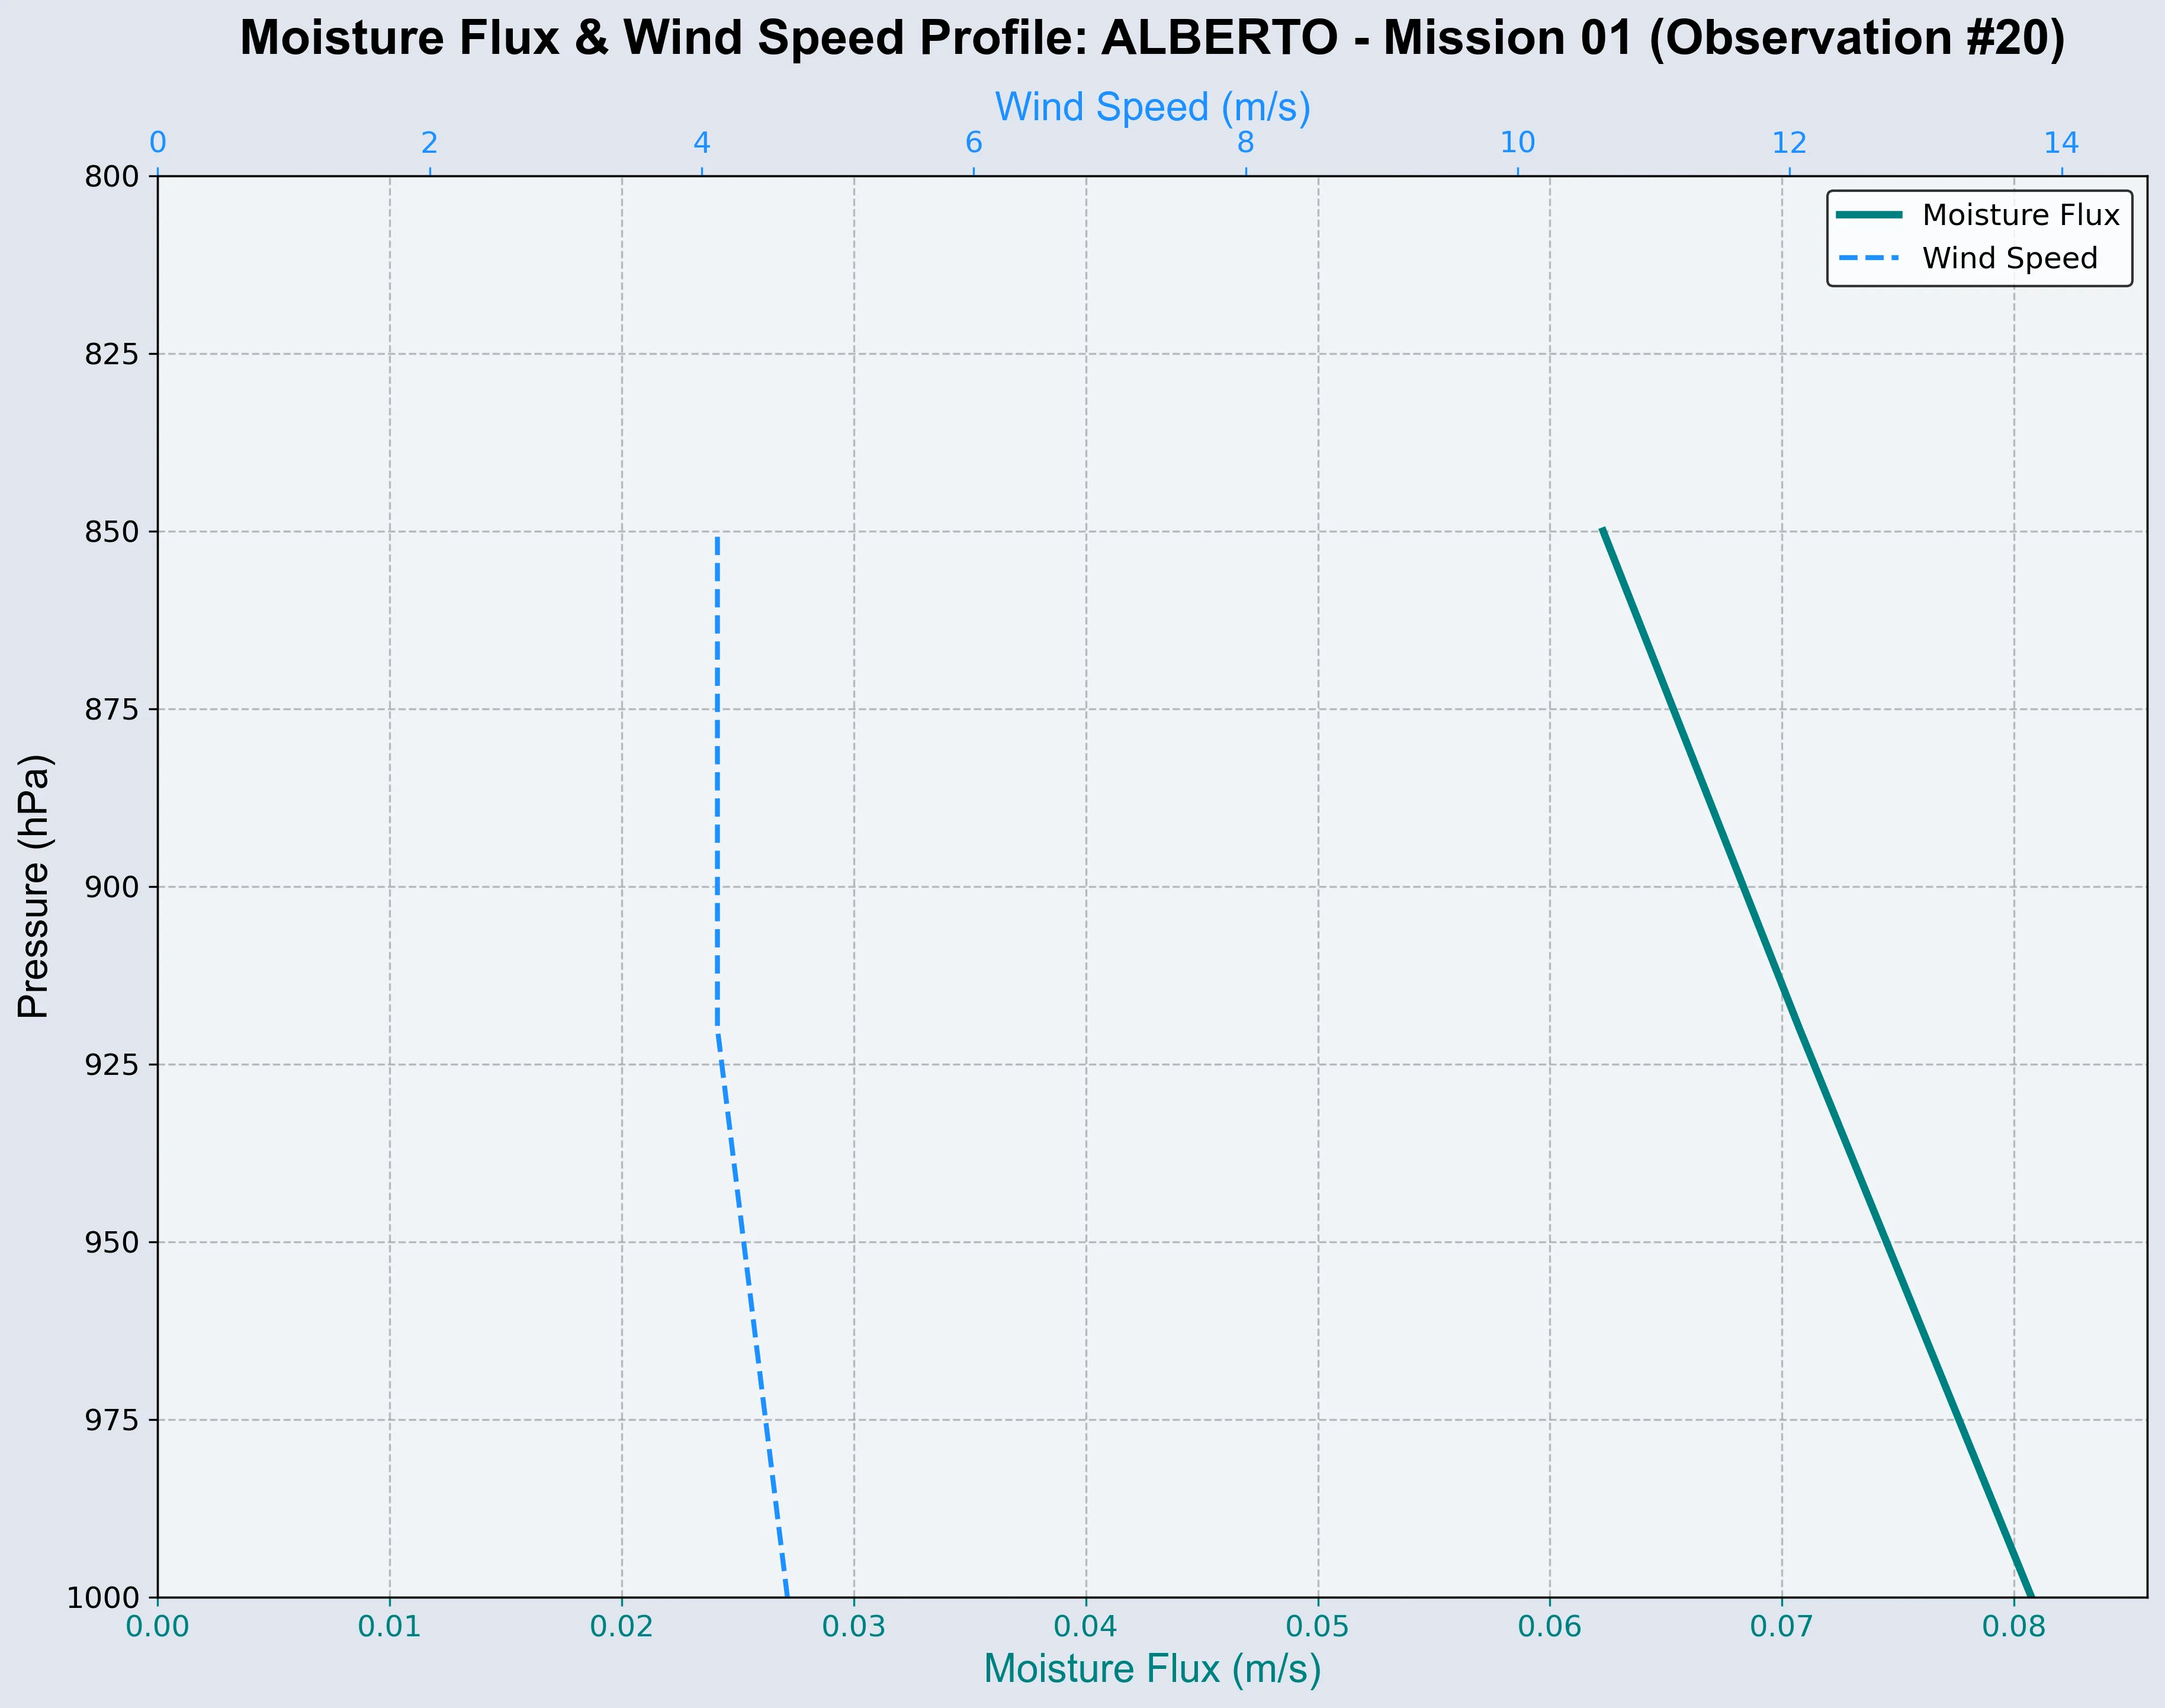 Moisture Flux & Wind Speed Profile: ALBERTO - Mission 01 (Observation #20)
Wind Speed (m/s)
0 2 4 6 8 10 12 14
Moisture Flux
Wind Speed
800
825
850
875
900
925
950
975
1000
Pressure (hPa)
0.00 0.01 0.02 0.03 0.04 0.05 0.06 0.07 0.08
Moisture Flux (m/s)